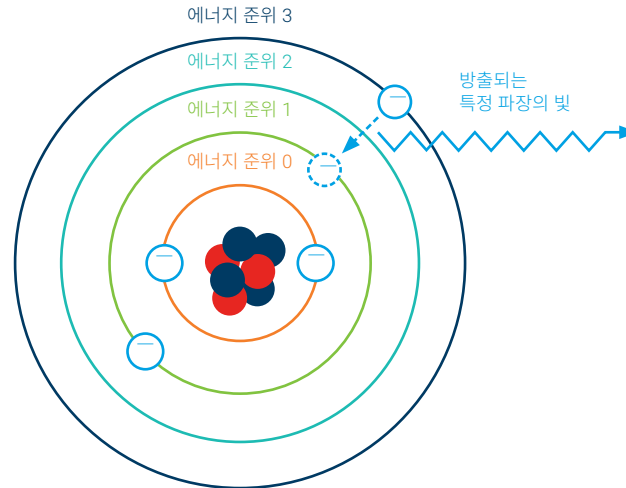 에너지 준위 3
에너지 준위 2
에너지 준위 1
에너지 준위 0
방출되는
특정 파장의 빛